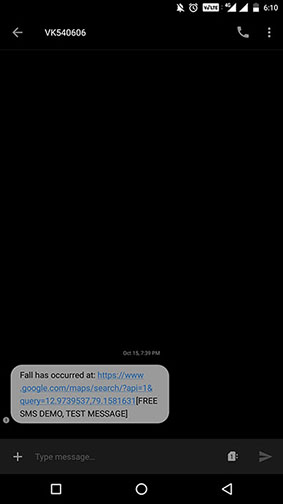 VoLTE 4G 6:10
VK540606
Oct 15, 7:39 PM
Fall has occurred at: https://www
.google.com/maps/search/?api=1&
query=12.9739537,79.1581631[FREE
SMS DEMO, TEST MESSAGE]
Type message...